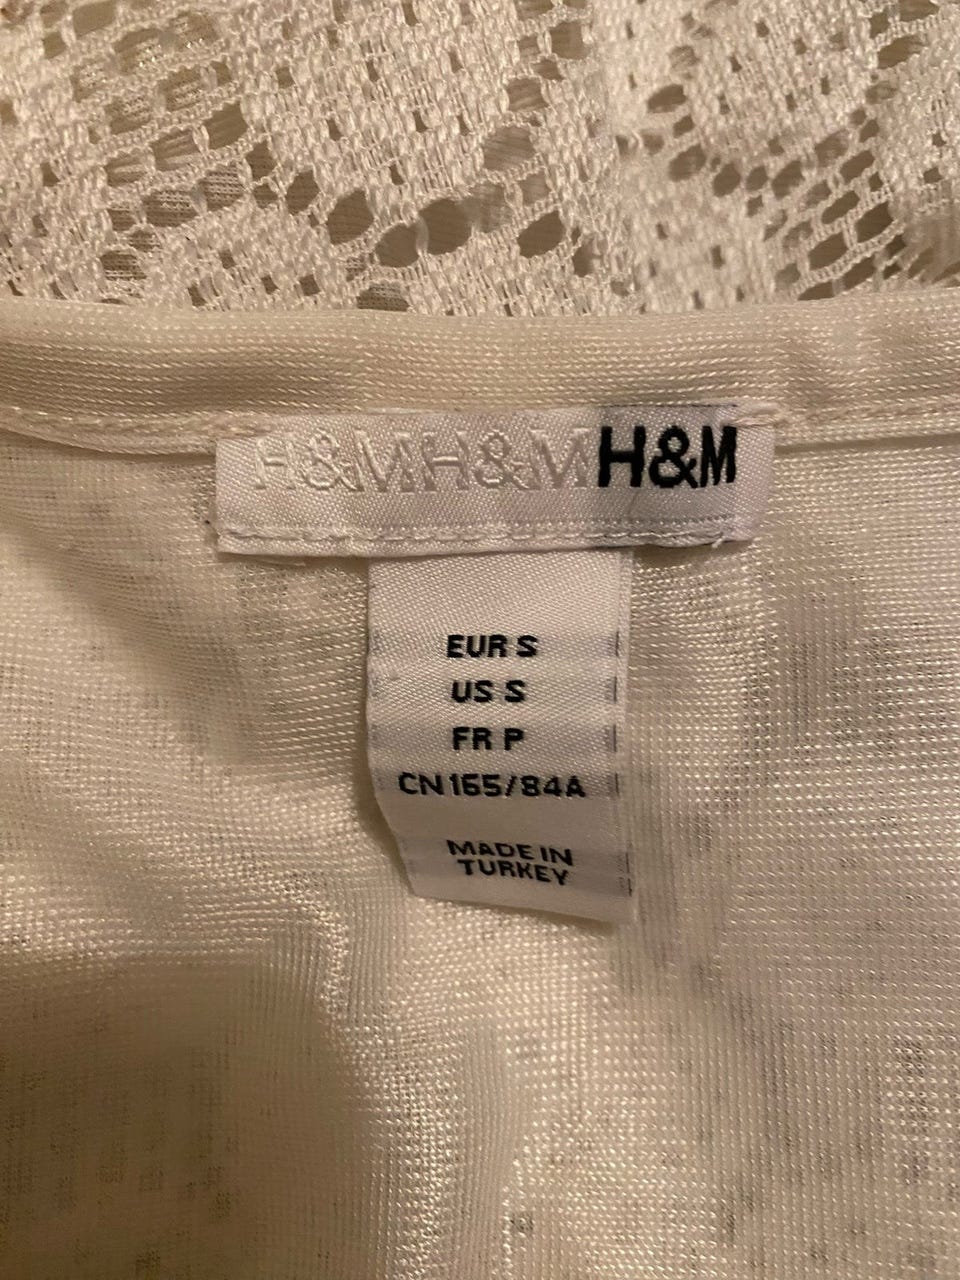 H&MH&MH&M
EUR S
US S
FR P
CN 165/84A
MADE IN
TURKEY